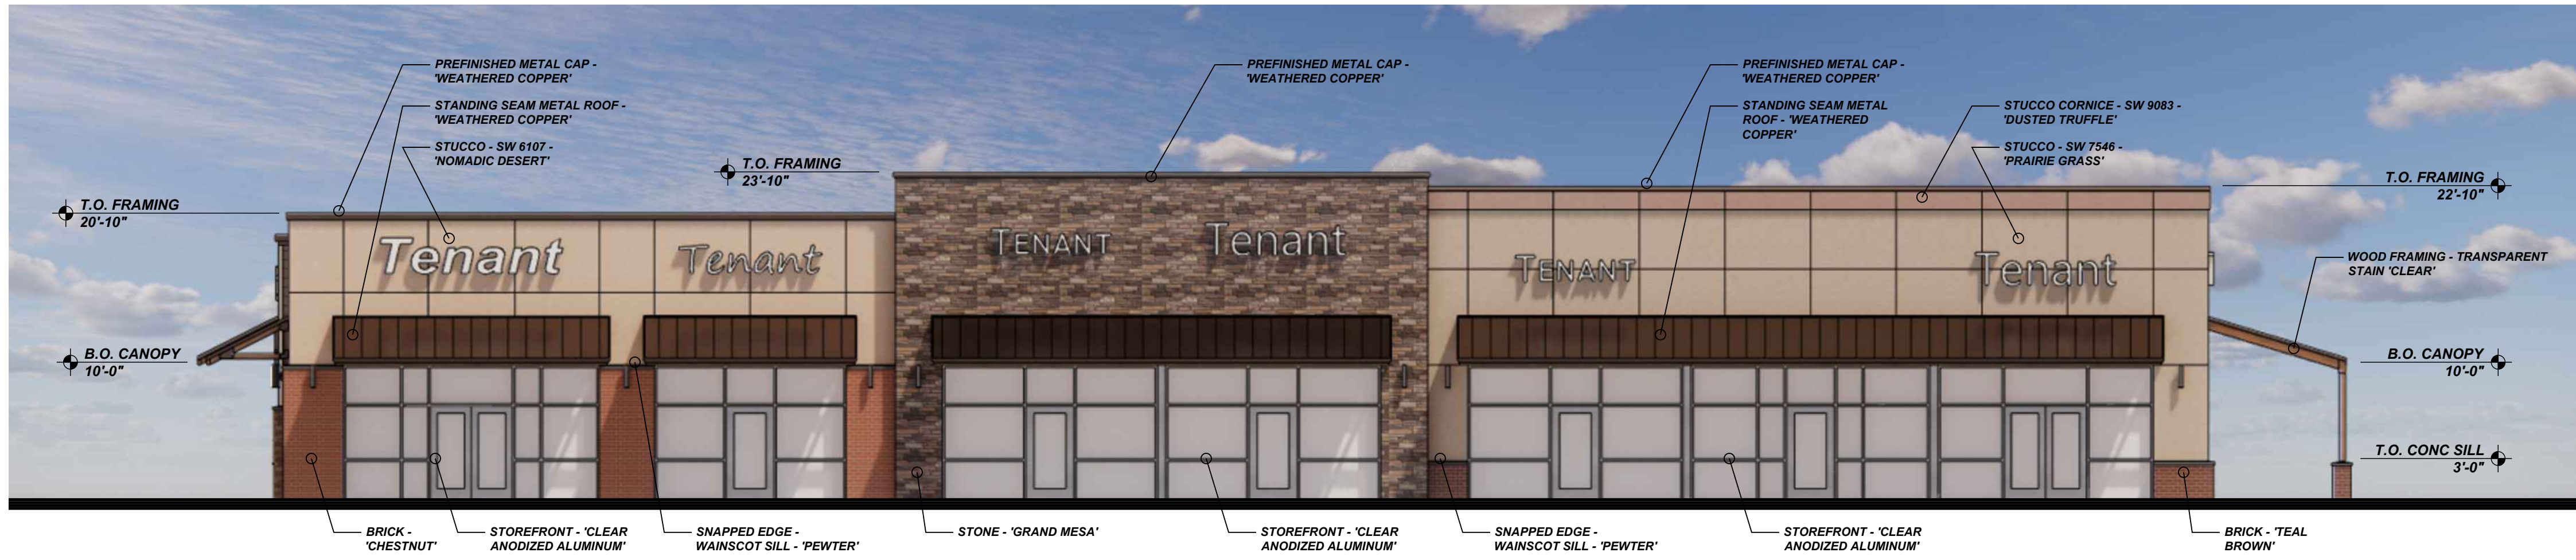 PREFINISHED METAL CAP -
'WEATHERED COPPER'
STANDING SEAM METAL ROOF -
'WEATHERED COPPER'
STUCCO - SW 6107 -
'NOMADIC DESERT'
T.O. FRAMING
20'-10"
B.O. CANOPY
10'-0"
T.O. FRAMING
23'-10"
PREFINISHED METAL CAP -
'WEATHERED COPPER'
PREFINISHED METAL CAP -
'WEATHERED COPPER'
STANDING SEAM METAL
ROOF - 'WEATHERED
COPPER'
STUCCO CORNICE - SW 9083 -
'DUSTED TRUFFLE'
STUCCO - SW 7546 -
'PRAIRIE GRASS'
T.O. FRAMING
22'-10"
WOOD FRAMING - TRANSPARENT
STAIN 'CLEAR'
B.O. CANOPY
10'-0"
T.O. CONC SILL
3'-0"
Tenant
Tenant
TENANT
Tenant
TENANT
Tenant
BRICK -
'CHESTNUT'
STOREFRONT - 'CLEAR
ANODIZED ALUMINUM'
SNAPPED EDGE -
WAINSCOT SILL - 'PEWTER'
STONE - 'GRAND MESA'
STOREFRONT - 'CLEAR
ANODIZED ALUMINUM'
SNAPPED EDGE -
WAINSCOT SILL - 'PEWTER'
STOREFRONT - 'CLEAR
ANODIZED ALUMINUM'
BRICK - 'TEAL
BROWN'